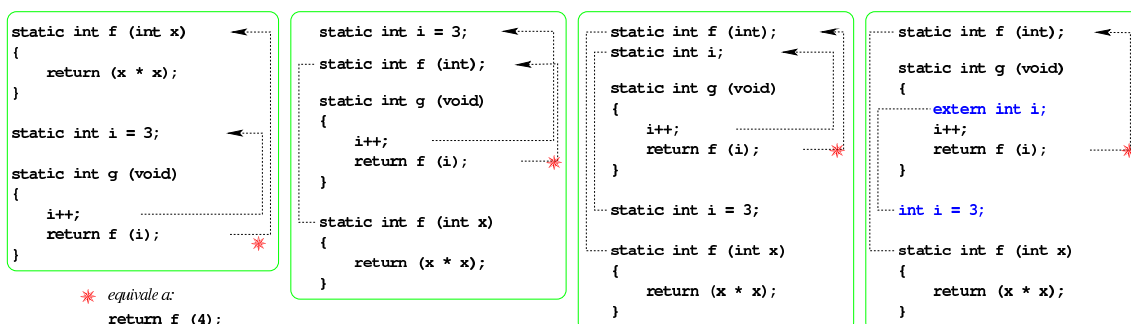 static int f (int x)
{
return (x * x);
}
static int i = 3;
static int g (void)
{
i++;
return f (i);
}
equivale a:
return f (4);
static int i = 3;
static int f (int);
static int g (void)
{
i++;
return f (i);
}
static int f (int x)
{
return (x * x);
}
static int f (int);
static int i;
static int g (void)
{
i++;
return f (i);
}
static int i = 3;
static int f (int x)
{
return (x * x);
}
static int f (int);
static int g (void)
{
extern int i;
i++;
return f (i);
}
int i = 3;
static int f (int x)
{
return (x * x);
}